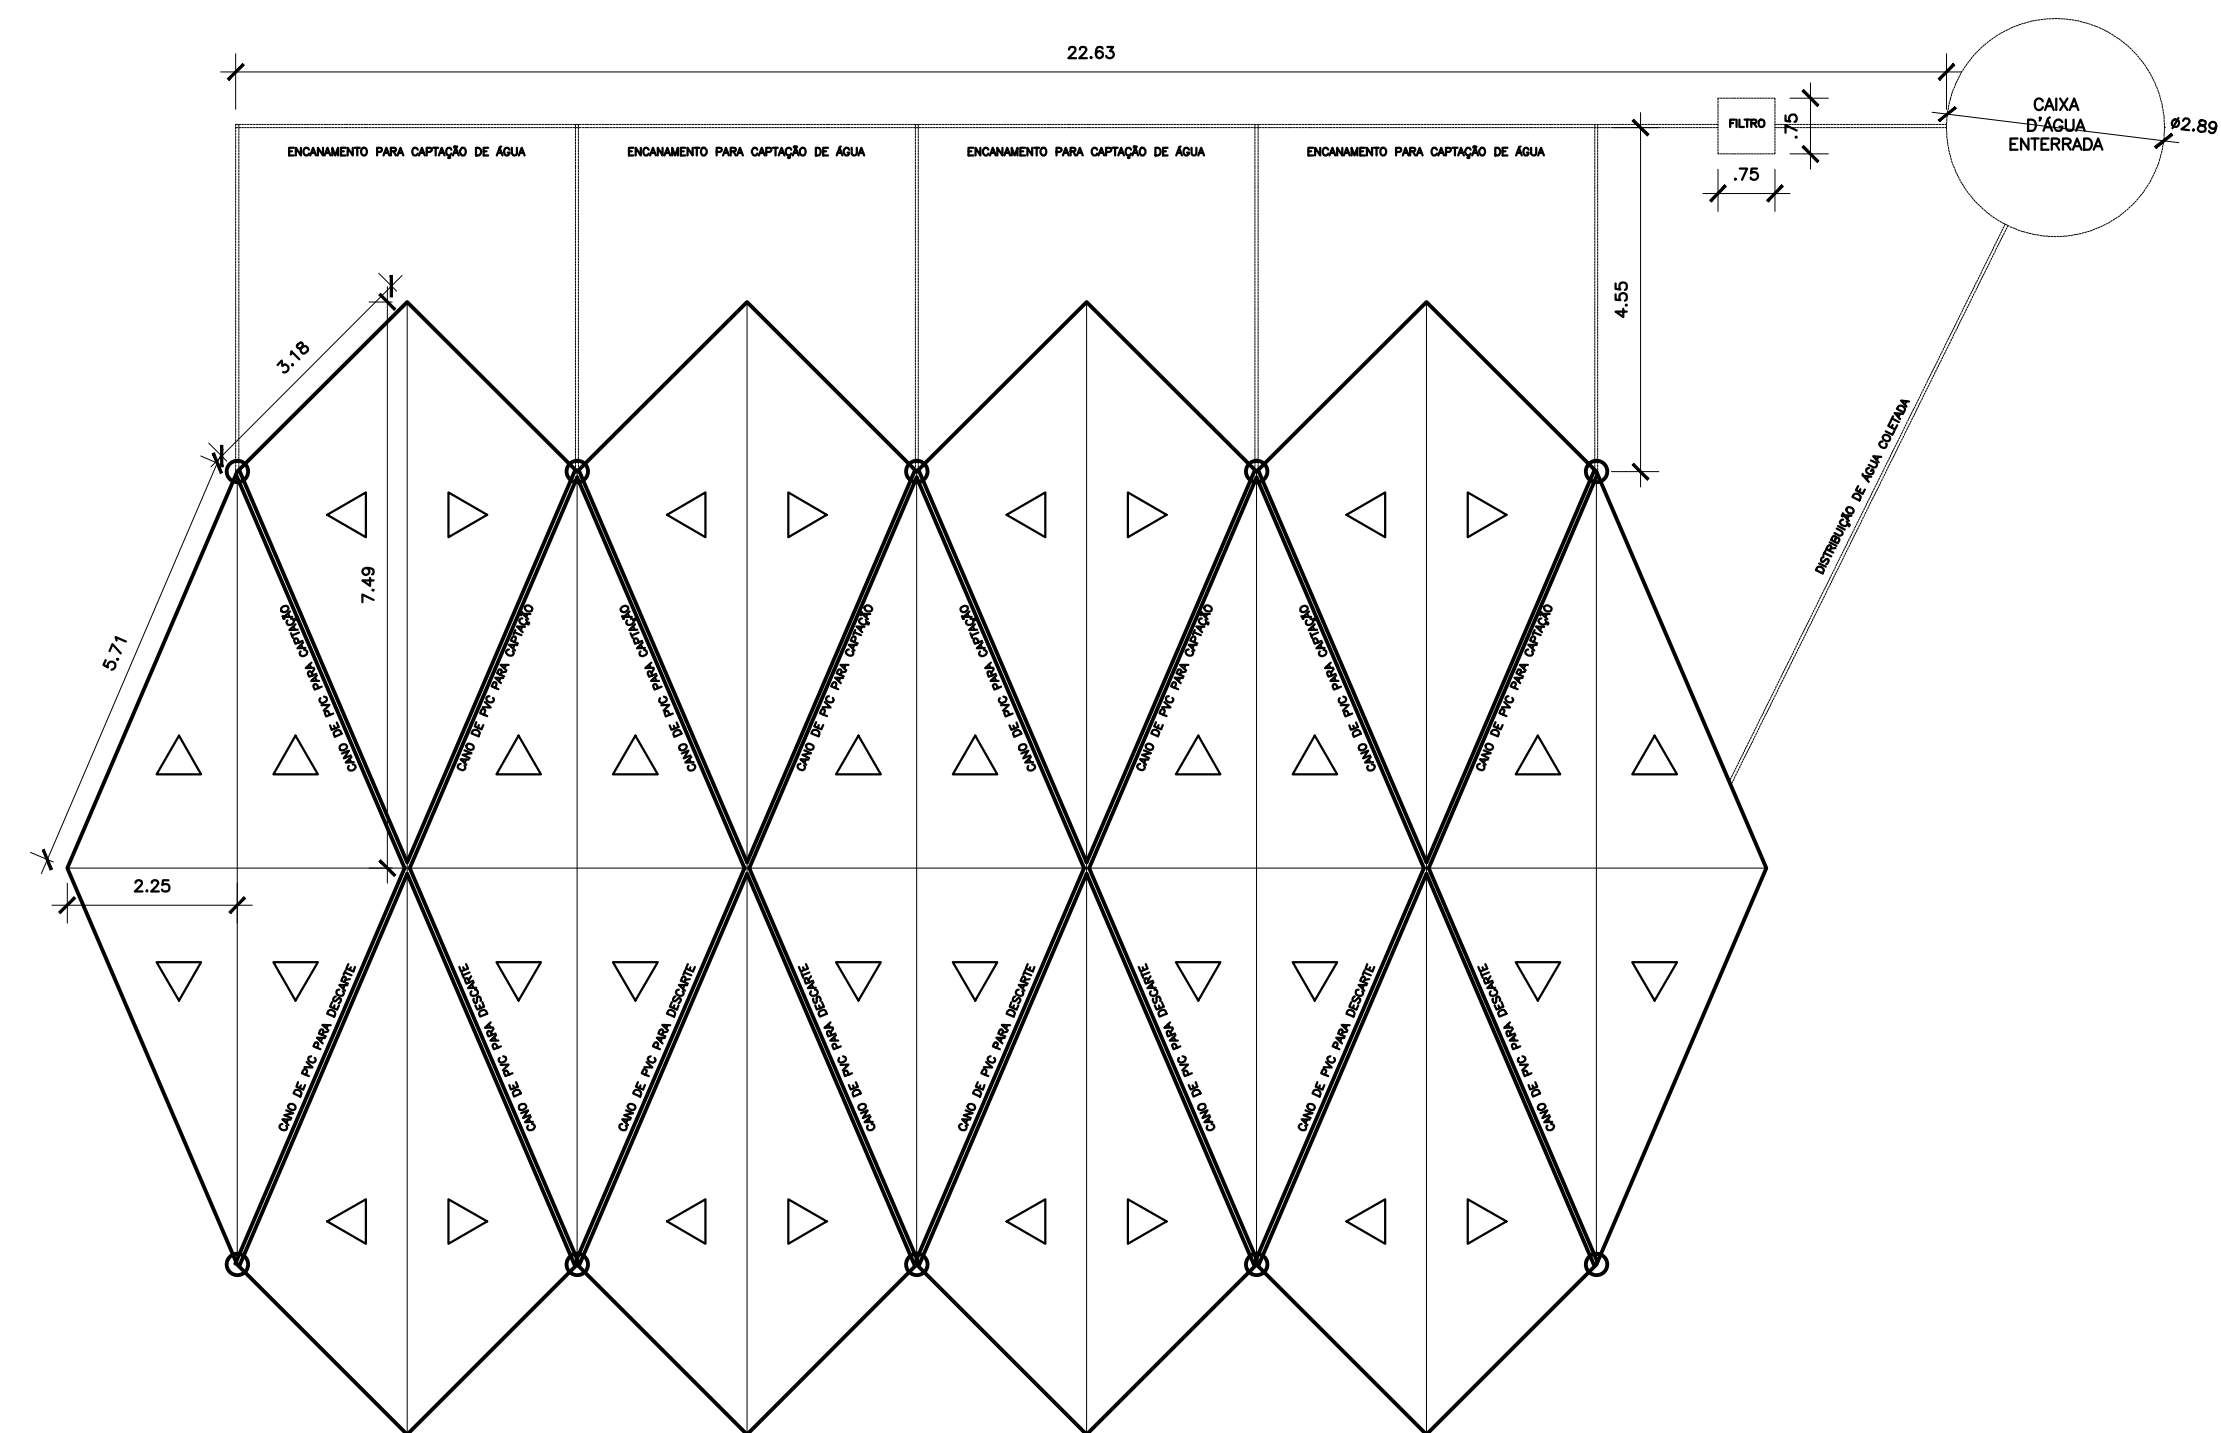 22.63
CAIXA
D'ÁGUA
ENTERRADA
Ø2.89
FILTRO
.75
.75
ENCANAMENTO PARA CAPTAÇÃO DE ÁGUA
ENCANAMENTO PARA CAPTAÇÃO DE ÁGUA
ENCANAMENTO PARA CAPTAÇÃO DE ÁGUA
ENCANAMENTO PARA CAPTAÇÃO DE ÁGUA
4.55
3.18
7.49
5.71
DISTRIBUIÇÃO DE ÁGUA COLETADA
CANO DE PVC PARA CAPTAÇÃO
CANO DE PVC PARA CAPTAÇÃO
CANO DE PVC PARA CAPTAÇÃO
CANO DE PVC PARA CAPTAÇÃO
CANO DE PVC PARA CAPTAÇÃO
CANO DE PVC PARA CAPTAÇÃO
CANO DE PVC PARA CAPTAÇÃO
CANO DE PVC PARA CAPTAÇÃO
2.25
CANO DE PVC PARA DESCARTE
CANO DE PVC PARA DESCARTE
CANO DE PVC PARA DESCARTE
CANO DE PVC PARA DESCARTE
CANO DE PVC PARA DESCARTE
CANO DE PVC PARA DESCARTE
CANO DE PVC PARA DESCARTE
CANO DE PVC PARA DESCARTE